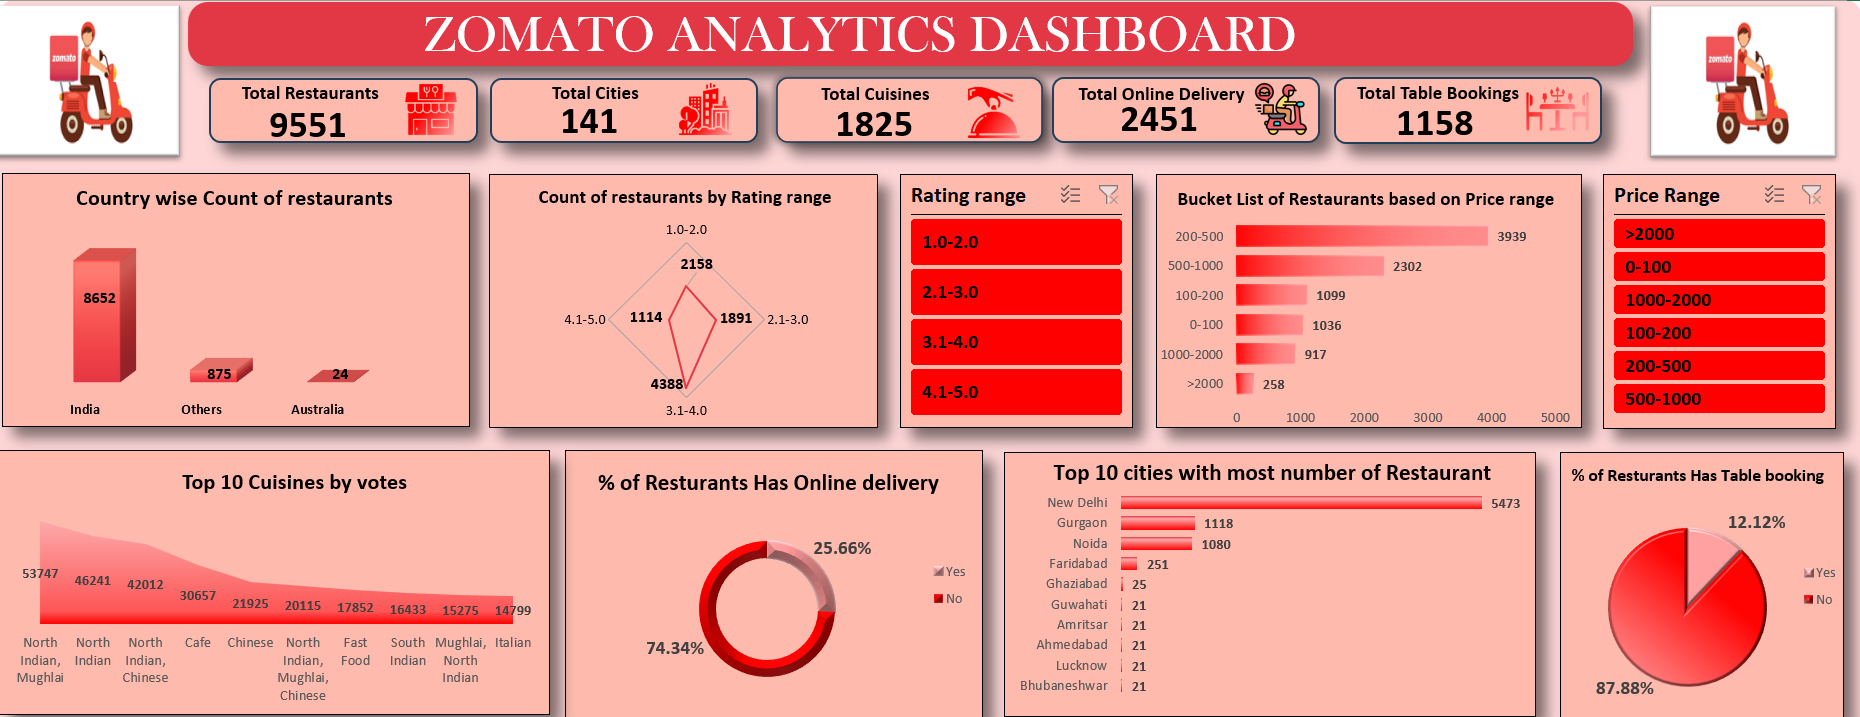 zomato
ZOMATO ANALYTICS DASHBOARD
zomato
Total Restaurants
9551
Total Cities
141
Total Cuisines
1825
Total Online Delivery
2451
Total Table Bookings
1158
Country wise Count of restaurants
8652
875
24
India
Others
Australia
Count of restaurants by Rating range
1.0-2.0
2158
4.1-5.0
1114
1891
2.1-3.0
4388
3.1-4.0
Rating range
1.0-2.0
2.1-3.0
3.1-4.0
4.1-5.0
Bucket List of Restaurants based on Price range
200-500 3939
500-1000 2302
100-200 1099
0-100 1036
1000-2000 917
>2000 258
0 1000 2000 3000 4000 5000
Price Range
>2000
0-100
1000-2000
100-200
200-500
500-1000
Top 10 Cuisines by votes
53747 46241 42012 30657 21925 20115 17852 16433 15275 14799
North Indian, Mughlai
North Indian
North Indian, Chinese
Cafe
Chinese
North Indian, Mughlai, Chinese
Fast Food
South Indian
Mughlai, North Indian
Italian
% of Resturants Has Online delivery
25.66%
74.34%
Yes
No
Top 10 cities with most number of Restaurant
New Delhi 5473
Gurgaon 1118
Noida 1080
Faridabad 251
Ghaziabad 25
Guwahati 21
Amritsar 21
Ahmedabad 21
Lucknow 21
Bhubaneshwar 21
% of Resturants Has Table booking
12.12%
87.88%
Yes
No